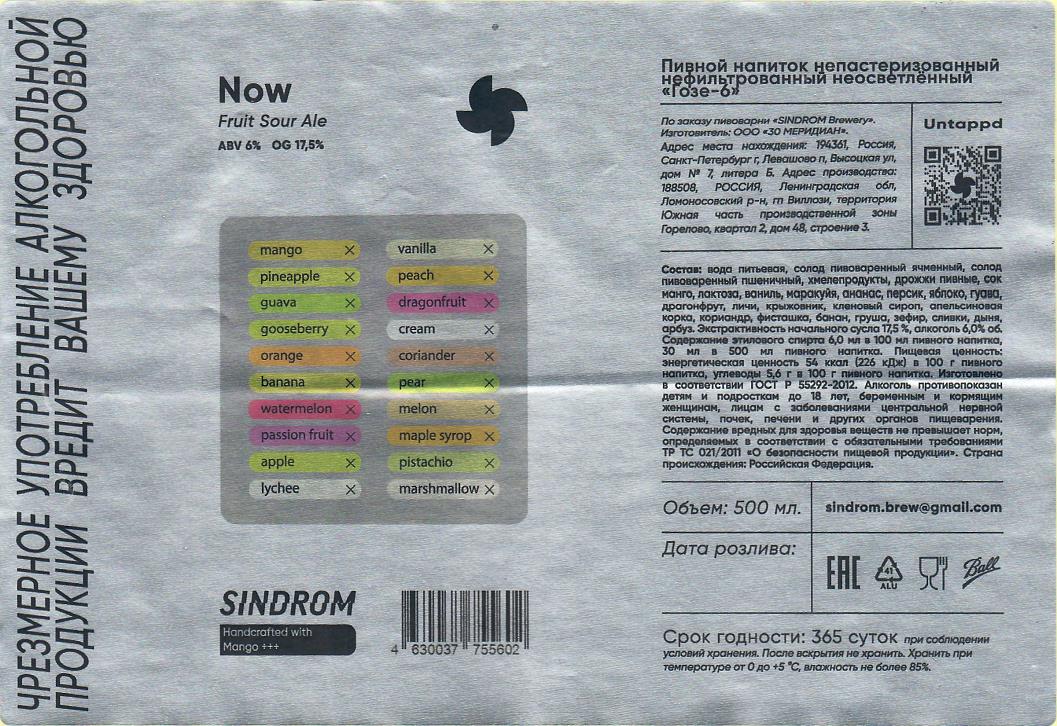 ЧРЕЗМЕРНОЕ УПОТРЕБЛЕНИЕ АЛКОГОЛЬНОЙ
ПРОДУКЦИИ ВРЕДИТ ВАШЕМУ ЗДОРОВЬЮ
Now
Fruit Sour Ale
ABV 6% OG 17,5%
mango ×
pineapple ×
guava ×
gooseberry ×
orange ×
banana ×
watermelon ×
passion fruit ×
apple ×
lychee ×
vanilla ×
peach ×
dragonfruit ×
cream ×
coriander ×
pear ×
melon ×
maple syrop ×
pistachio ×
marshmallow ×
SINDROM
Handcrafted with
Mango +++
4 630037 755602
Пивной напиток непастеризованный
нефильтрованный неосветлённый
«Гозе-6»
По заказу пивоварни «SINDROM Brewery».
Изготовитель: ООО «30 МЕРИДИАН».
Адрес места нахождения: 194361, Россия,
Санкт-Петербург г, Левашово п, Высоцкая ул,
дом № 7, литера Б. Адрес производства:
188508, РОССИЯ, Ленинградская обл,
Ломоносовский р-н, гп Виллози, территория
Южная часть производственной зоны
Горелово, квартал 2, дом 48, строение 3.
Untappd
Состав: вода питьевая, солод пивоваренный ячменный, солод
пивоваренный пшеничный, хмелепродукты, дрожжи пивные, сок
манго, лактоза, ваниль, маракуйя, ананас, персик, яблоко, гуава,
драгонфрут, личи, крыжовник, кленовый сироп, апельсиновая
корка, кориандр, фисташка, банан, груша, зефир, сливки, дыня,
арбуз. Экстрактивность начального сусла 17,5 %, алкоголь 6,0% об.
Содержание этилового спирта 6,0 мл в 100 мл пивного напитка,
30 мл в 500 мл пивного напитка. Пищевая ценность:
энергетическая ценность 54 ккал (226 кДж) в 100 г пивного
напитка, углеводы 5,6 г в 100 г пивного напитка. Изготовлено
в соответствии ГОСТ Р 55292-2012. Алкоголь противопоказан
детям и подросткам до 18 лет, беременным и кормящим
женщинам, лицам с заболеваниями центральной нервной
системы, почек, печени и других органов пищеварения.
Содержание вредных для здоровья веществ не превышает норм,
определяемых в соответствии с обязательными требованиями
ТР ТС 021/2011 «О безопасности пищевой продукции». Страна
происхождения: Российская Федерация.
Объем: 500 мл.
sindrom.brew@gmail.com
Дата розлива:
EAC
41
ALU
Ball
Срок годности: 365 суток при соблюдении
условий хранения. После вскрытия не хранить. Хранить при
температуре от 0 до +5 °С, влажность не более 85%.